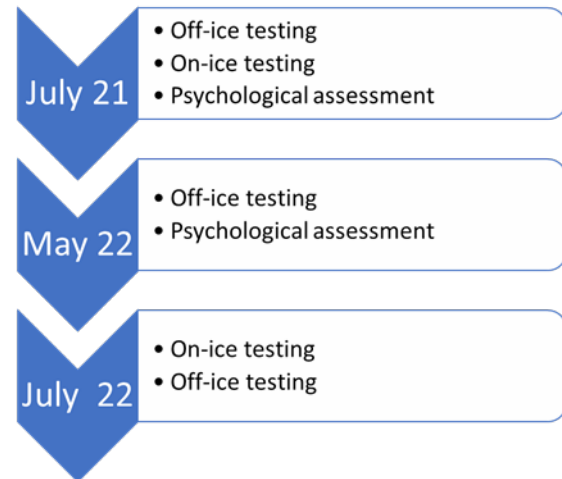 July 21
• Off-ice testing
• On-ice testing
• Psychological assessment
May 22
• Off-ice testing
• Psychological assessment
July 22
• On-ice testing
• Off-ice testing